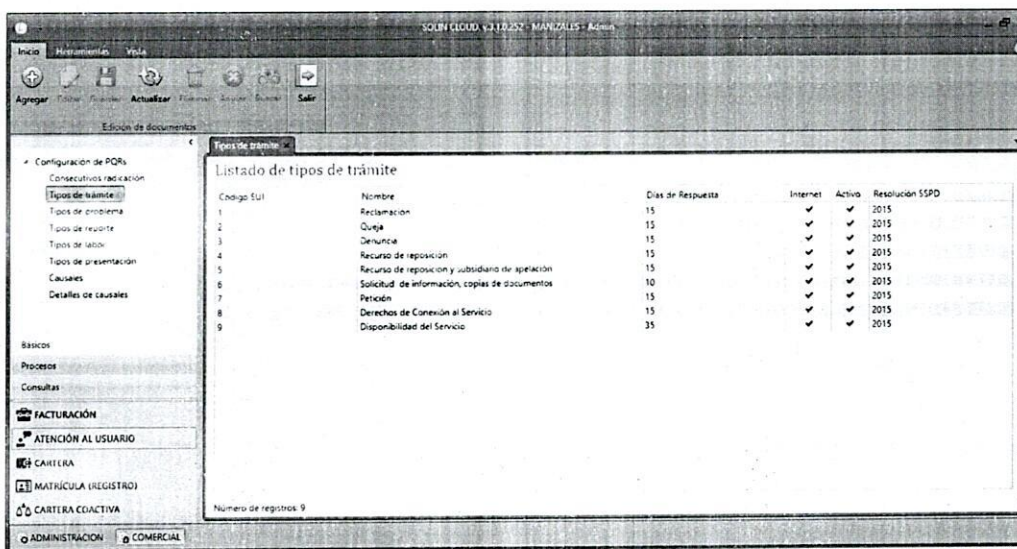 SOLIN CLOUD, v.3.1.0.252 - MANIZALES - Admin
Inicio Herramientas Vista
Agregar Editar Guardar Actualizar Eliminar Anular Buscar Salir
Edición de documentos
Configuración de PQRs
Consecutivos radicación
Tipos de trámite
Tipos de problema
Tipos de reporte
Tipos de labor
Tipos de presentación
Causales
Detalles de causales
Básicos
Procesos
Consultas
FACTURACIÓN
ATENCIÓN AL USUARIO
CARTERA
MATRÍCULA (REGISTRO)
CARTERA COACTIVA
ADMINISTRACION COMERCIAL
Tipos de trámite
Listado de tipos de trámite
Código SUI Nombre Días de Respuesta Internet Activo Resolución SSPD
1 Reclamación 15 ✔ ✔ 2015
2 Queja 15 ✔ ✔ 2015
3 Denuncia 15 ✔ ✔ 2015
4 Recurso de reposición 15 ✔ ✔ 2015
5 Recurso de reposición y subsidiario de apelación 15 ✔ ✔ 2015
6 Solicitud de información, copias de documentos 10 ✔ ✔ 2015
7 Petición 15 ✔ ✔ 2015
8 Derechos de Conexión al Servicio 15 ✔ ✔ 2015
9 Disponibilidad del Servicio 35 ✔ ✔ 2015
Número de registros: 9